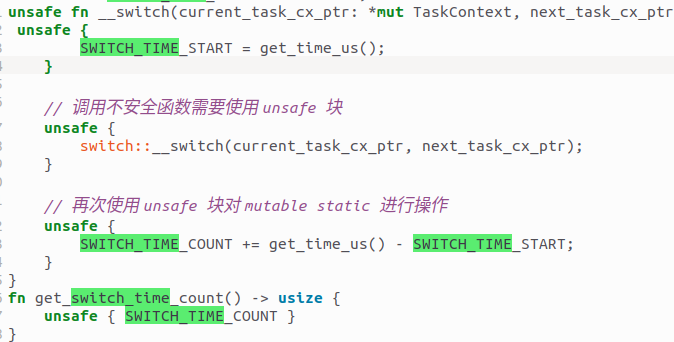 unsafe fn __switch(current_task_cx_ptr: *mut TaskContext, next_task_cx_ptr
unsafe {
SWITCH_TIME_START = get_time_us();
}
// 调用不安全函数需要使用 unsafe 块
unsafe {
switch::__switch(current_task_cx_ptr, next_task_cx_ptr);
}
// 再次使用 unsafe 块对 mutable static 进行操作
unsafe {
SWITCH_TIME_COUNT += get_time_us() - SWITCH_TIME_START;
}
}
fn get_switch_time_count() -> usize {
unsafe { SWITCH_TIME_COUNT }
}